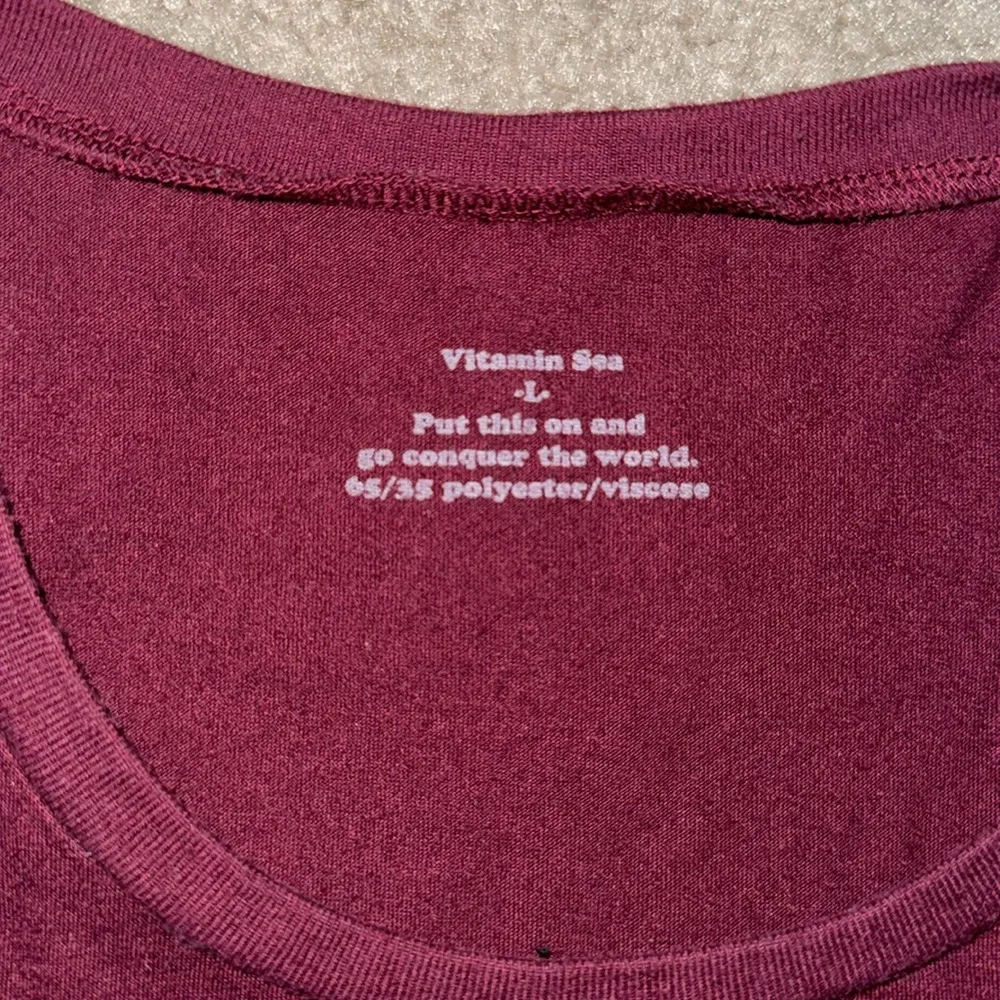 Vitamin Sea
-L-
Put this on and
go conquer the world.
65/35 polyester/viscose